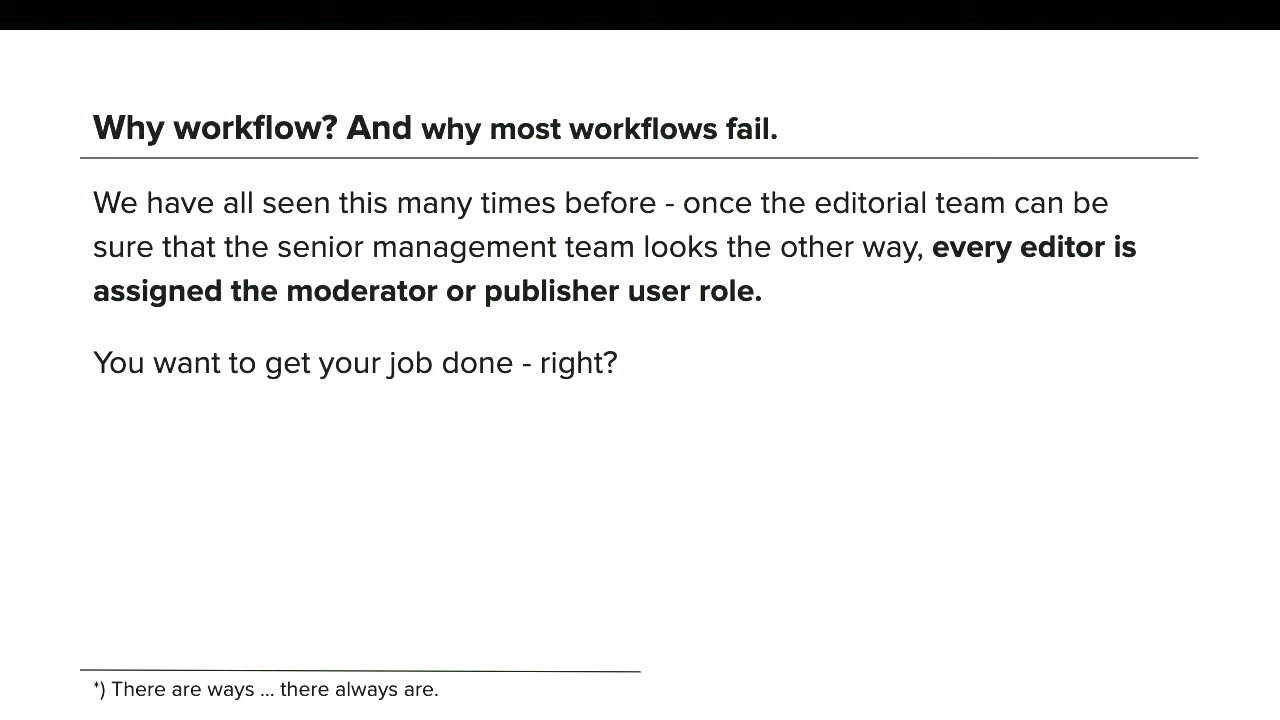 Why workflow? And why most workflows fail.
We have all seen this many times before - once the editorial team can be
sure that the senior management team looks the other way, every editor is
assigned the moderator or publisher user role.
You want to get your job done - right?
*) There are ways ... there always are.